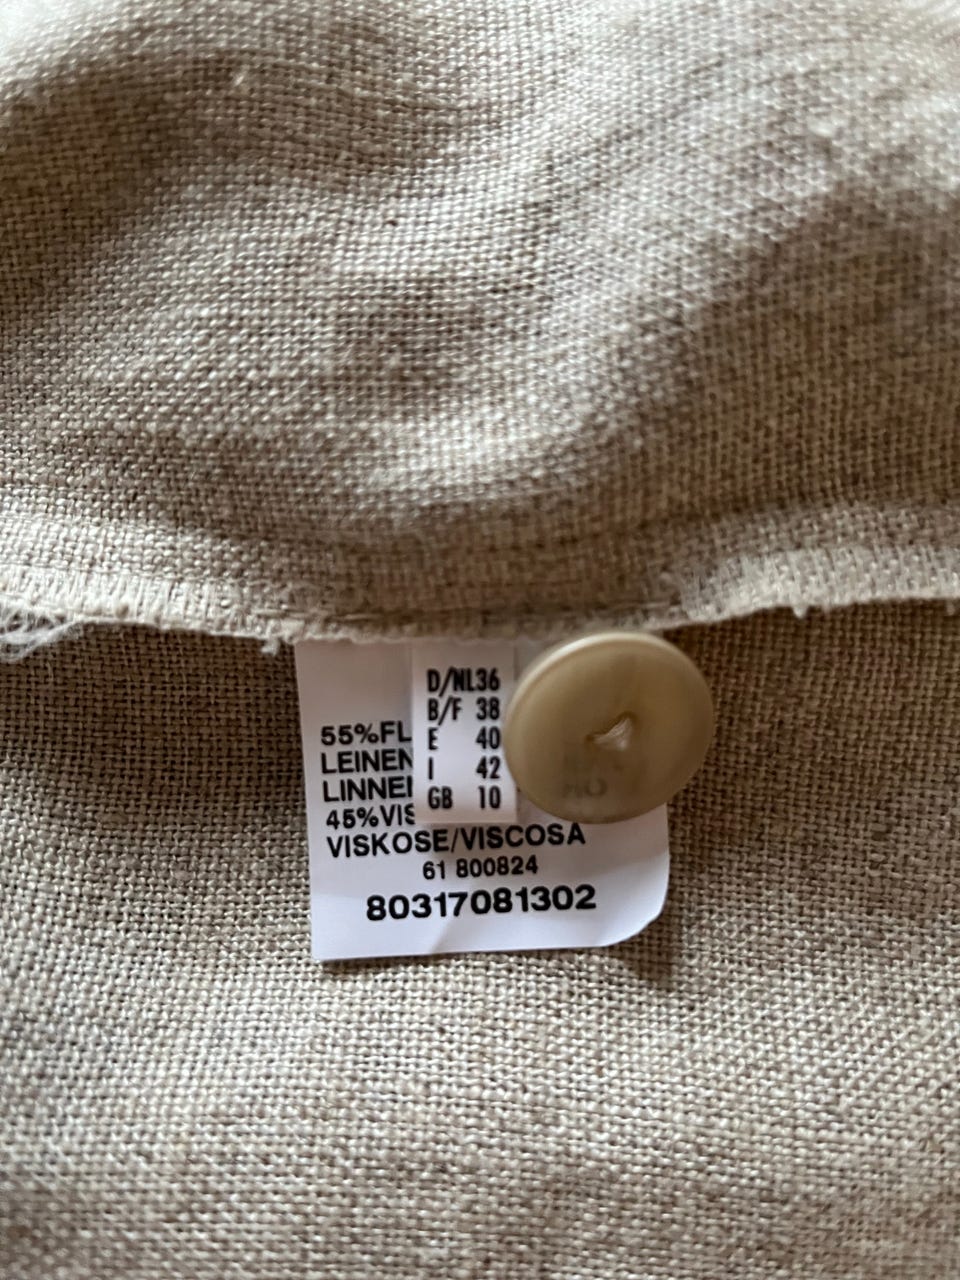 D/NL36
B/F 38
E 40
I 42
GB 10
55%FL
LEINEN
LINNEN
45%VIS
VISKOSE/VISCOSA
61 800824
80317081302